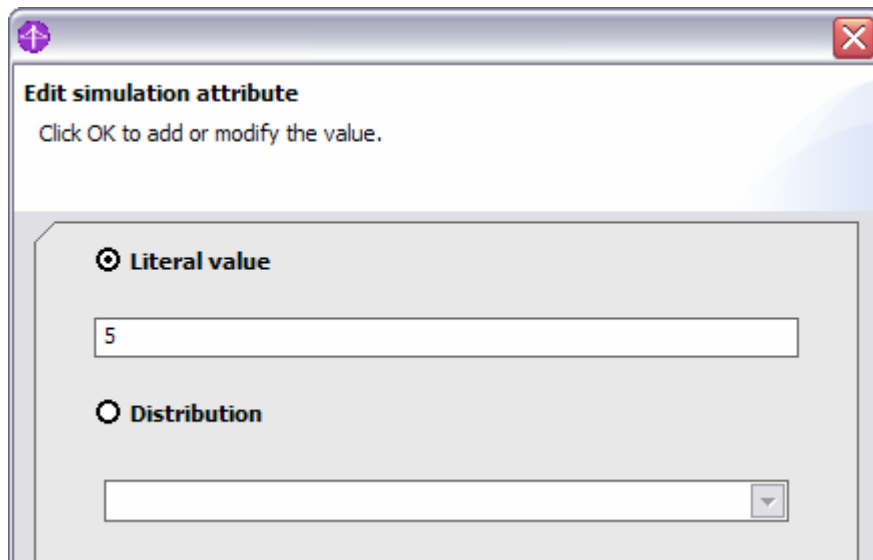 Edit simulation attribute
Click OK to add or modify the value.
Literal value
5
Distribution